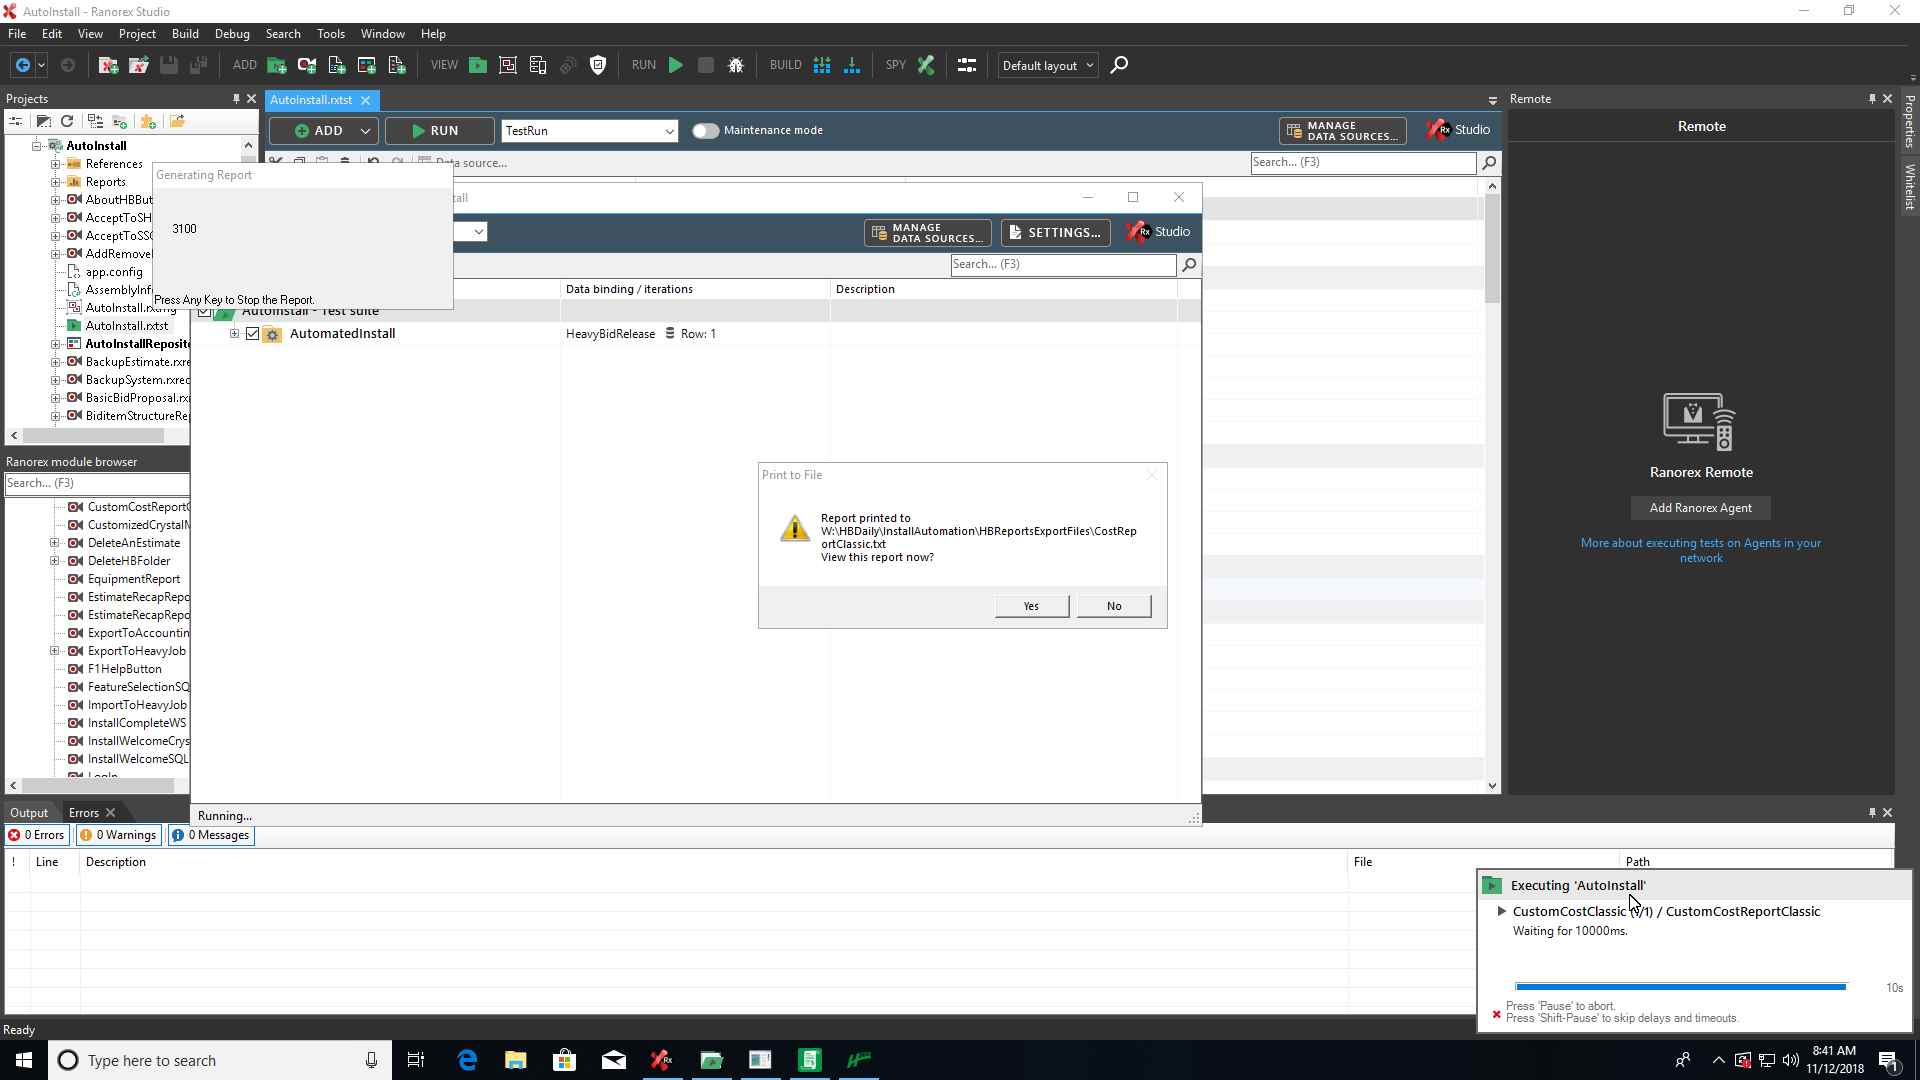 AutoInstall - Ranorex Studio
File Edit View Project Build Debug Search Tools Window Help
ADD VIEW RUN BUILD SPY Default layout
Projects
AutoInstall.rxtst
Remote
Properties
Whitelist
ADD RUN TestRun Maintenance mode MANAGE DATA SOURCES... Rx Studio
Data source... Search... (F3)
Remote
AutoInstall
References
Reports
AboutHBBut
AcceptToSH
AcceptToSS
AddRemove
app.config
AssemblyInf
AutoInstall.rxtst
AutoInstallReposito
BackupEstimate.rxre
BackupSystem.rxrec
BasicBidProposal.rx
BiditemStructureRe
Generating Report
3100
Press Any Key to Stop the Report.
tall
MANAGE DATA SOURCES... SETTINGS... Rx Studio
Search... (F3)
Data binding / iterations Description
AutoInstall - Test suite
AutomatedInstall HeavyBidRelease Row: 1
Print to File
Report printed to
W:\HBDaily\InstallAutomation\HBReportsExportFiles\CostRep
ortClassic.txt
View this report now?
Yes No
Running...
Ranorex Remote
Add Ranorex Agent
More about executing tests on Agents in your
network
Ranorex module browser
Search... (F3)
CustomCostReportC
CustomizedCrystalM
DeleteAnEstimate
DeleteHBFolder
EquipmentReport
EstimateRecapRepo
EstimateRecapRepo
ExportToAccountin
ExportToHeavyJob
F1HelpButton
FeatureSelectionSQ
ImportToHeavyJob
InstallCompleteWS
InstallWelcomeCrys
InstallWelcomeSQL
LogIn
Output Errors
0 Errors 0 Warnings 0 Messages
! Line Description File Path
Executing 'AutoInstall'
CustomCostClassic (1/1) / CustomCostReportClassic
Waiting for 10000ms.
10s
Press 'Pause' to abort.
Press 'Shift-Pause' to skip delays and timeouts.
Ready
Type here to search
8:41 AM
11/12/2018
1